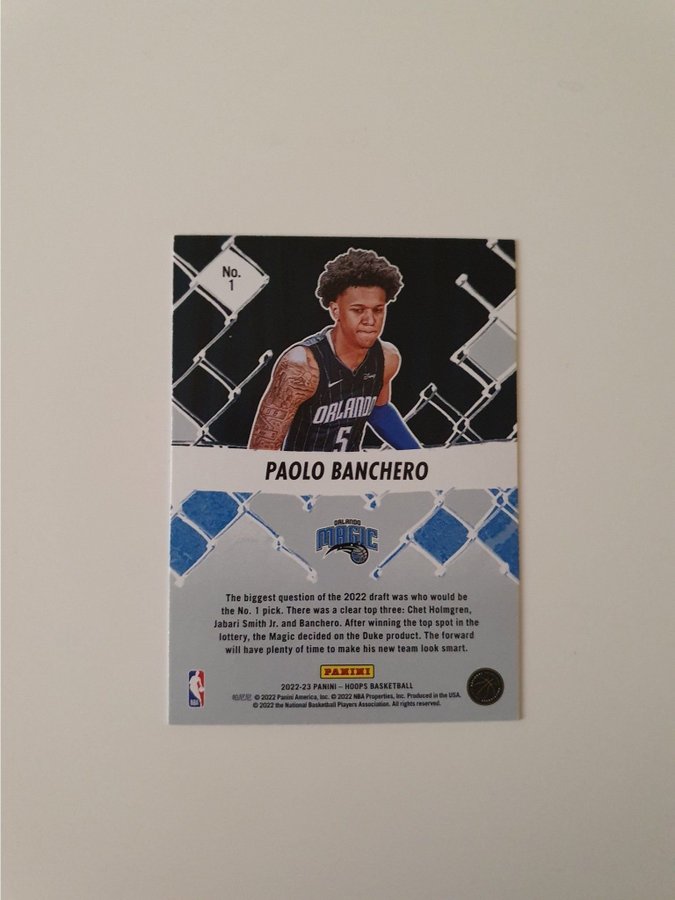 No.
1
Disney
ORLANDO
5
PAOLO BANCHERO
ORLANDO
MAGIC
The biggest question of the 2022 draft was who would be
the No. 1 pick. There was a clear top three: Chet Holmgren,
Jabari Smith Jr. and Banchero. After winning the top spot in the
lottery, the Magic decided on the Duke product. The forward
will have plenty of time to make his new team look smart.
PANINI
2022-23 PANINI – HOOPS BASKETBALL
© 2022 Panini America, Inc. © 2022 NBA Properties, Inc. Produced in the USA.
© 2022 the National Basketball Players Association. All rights reserved.
NBA